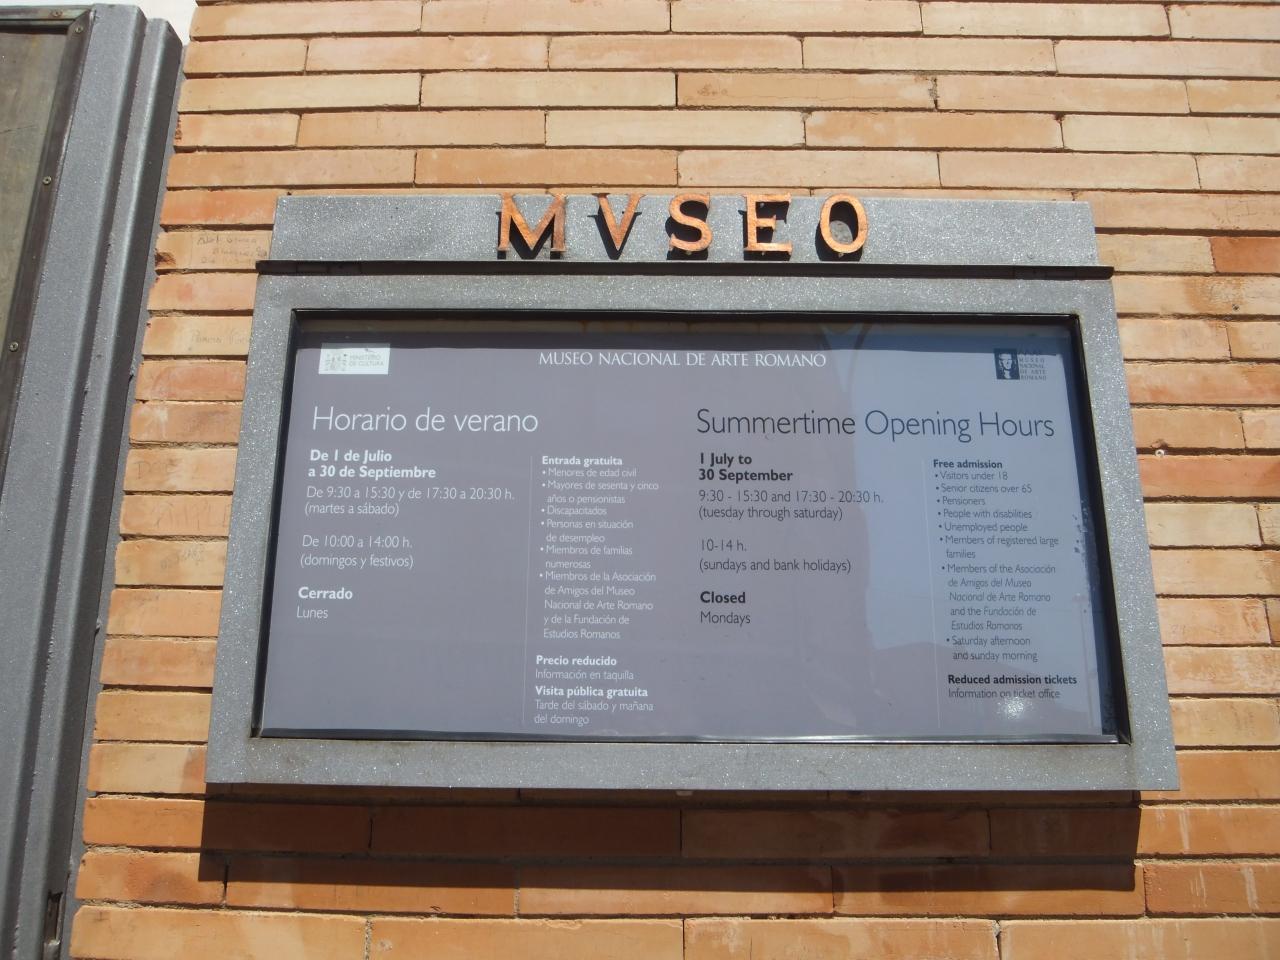 MVSEO
MINISTERIO
DE CULTURA
MUSEO NACIONAL DE ARTE ROMANO
MUSEO
NACIONAL
DE ARTE
ROMANO
Horario de verano
De 1 de Julio
a 30 de Septiembre
De 9:30 a 15:30 y de 17:30 a 20:30 h.
(martes a sábado)
De 10:00 a 14:00 h.
(domingos y festivos)
Cerrado
Lunes
Entrada gratuita
• Menores de edad civil
• Mayores de sesenta y cinco
años o pensionistas
• Discapacitados
• Personas en situación
de desempleo
• Miembros de familias
numerosas
• Miembros de la Asociación
de Amigos del Museo
Nacional de Arte Romano
y de la Fundación de
Estudios Romanos
Precio reducido
Información en taquilla
Visita pública gratuita
Tarde del sábado y mañana
del domingo
Summertime Opening Hours
1 July to
30 September
9:30 - 15:30 and 17:30 - 20:30 h.
(tuesday through saturday)
10-14 h.
(sundays and bank holidays)
Closed
Mondays
Free admission
• Visitors under 18
• Senior citizens over 65
• Pensioners
• People with disabilities
• Unemployed people
• Members of registered large
families
• Members of the Asociación
de Amigos del Museo
Nacional de Arte Romano
and the Fundación de
Estudios Romanos
• Saturday afternoon
and sunday morning
Reduced admission tickets
Information on ticket office